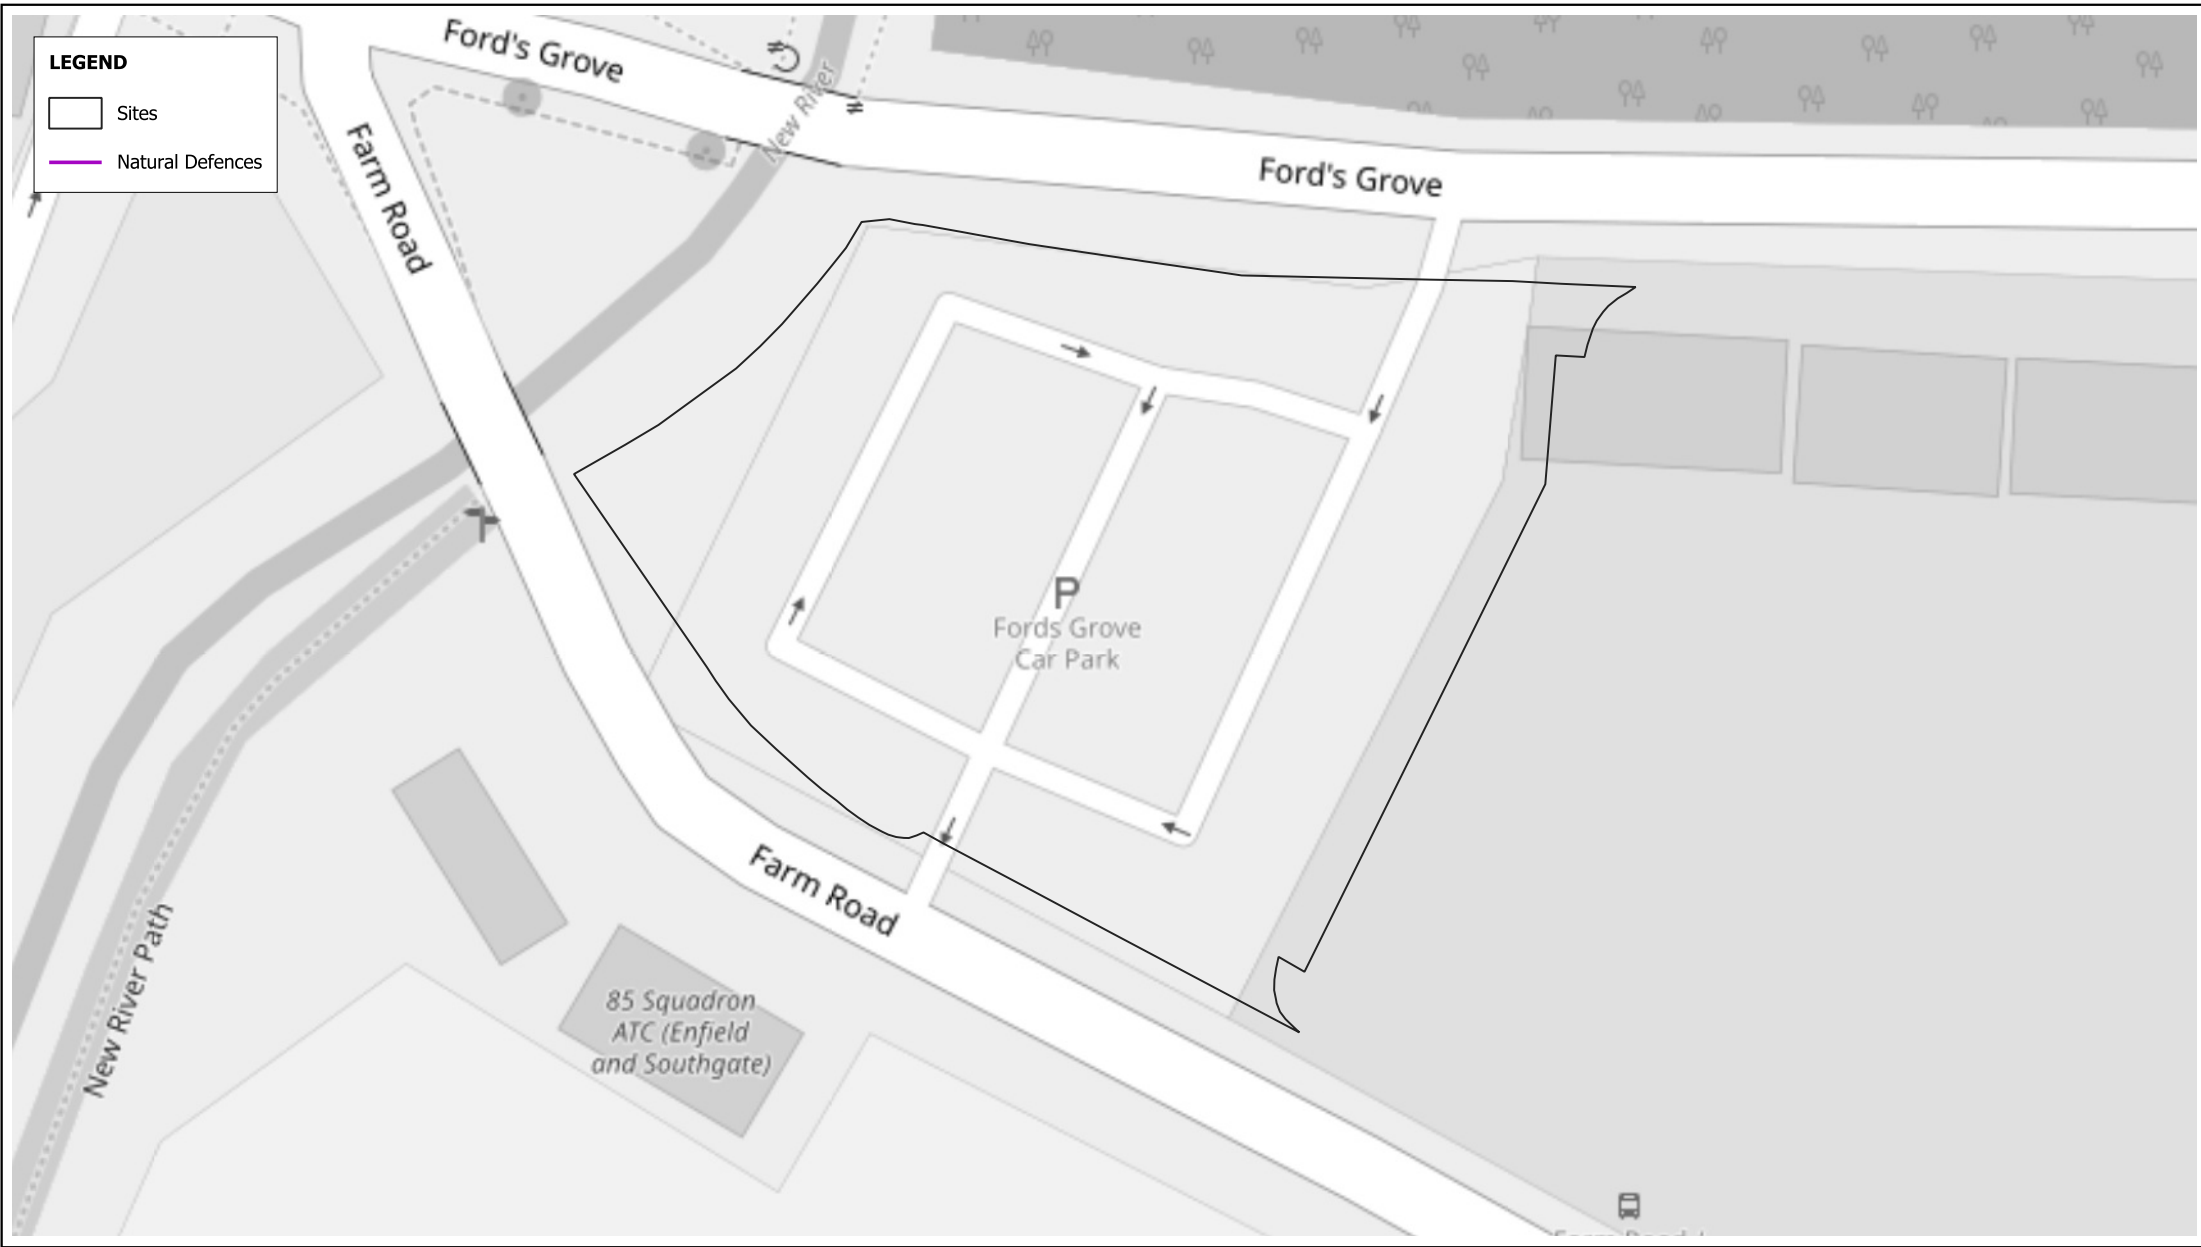 LEGEND
Sites
Natural Defences
Ford's Grove
New River
Farm Road
Ford's Grove
P
Fords Grove
Car Park
Farm Road
New River Path
85 Squadron
ATC (Enfield
and Southgate)